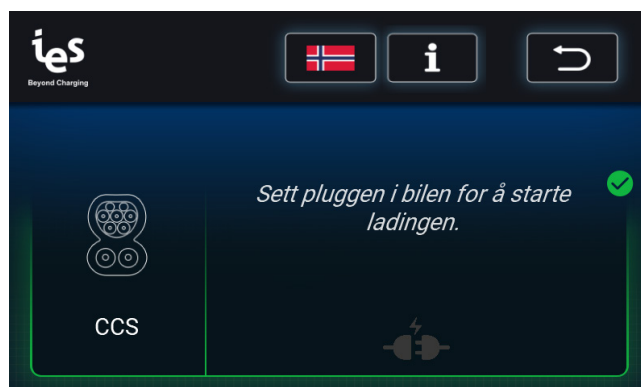 ies
Beyond Charging
i
Sett pluggen i bilen for å starte
ladingen.
CCS